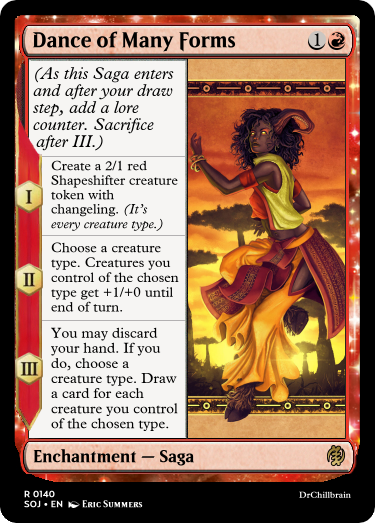 Dance of Many Forms
1
(As this Saga enters
and after your draw
step, add a lore
counter. Sacrifice
after III.)
I
Create a 2/1 red
Shapeshifter creature
token with
changeling. (It's
every creature type.)
II
Choose a creature
type. Creatures you
control of the chosen
type get +1/+0 until
end of turn.
III
You may discard
your hand. If you
do, choose a
creature type. Draw
a card for each
creature you control
of the chosen type.
Enchantment — Saga
R 0140
SOJ • EN Eric Summers
DrChillbrain